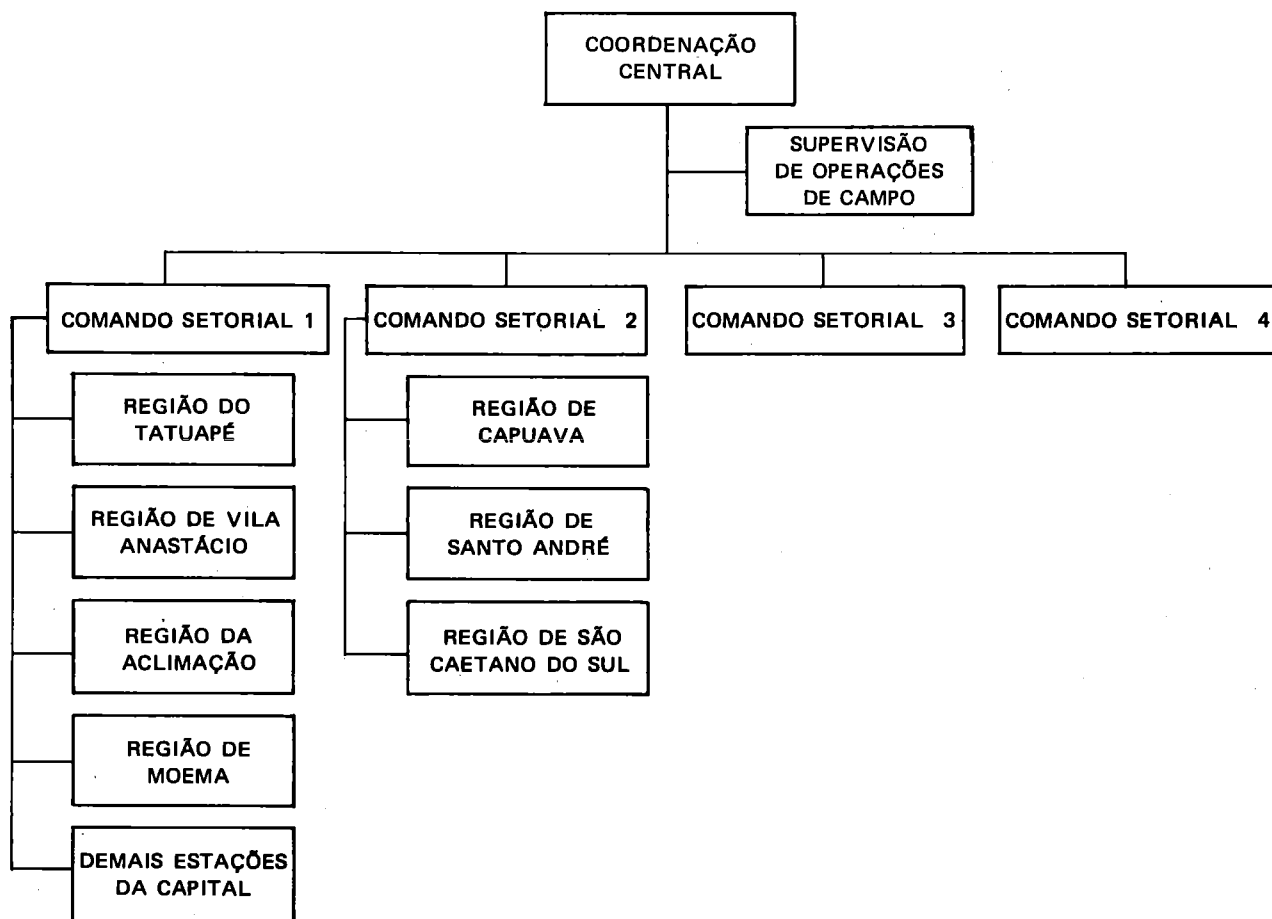 COORDENAÇÃO
CENTRAL
SUPERVISÃO
DE OPERAÇÕES
DE CAMPO
COMANDO SETORIAL 1
COMANDO SETORIAL 2
COMANDO SETORIAL 3
COMANDO SETORIAL 4
REGIÃO DO
TATUAPÉ
REGIÃO DE VILA
ANASTÁCIO
REGIÃO DA
ACLIMAÇÃO
REGIÃO DE
MOEMA
DEMAIS ESTAÇÕES
DA CAPITAL
REGIÃO DE
CAPUAVA
REGIÃO DE
SANTO ANDRÉ
REGIÃO DE SÃO
CAETANO DO SUL